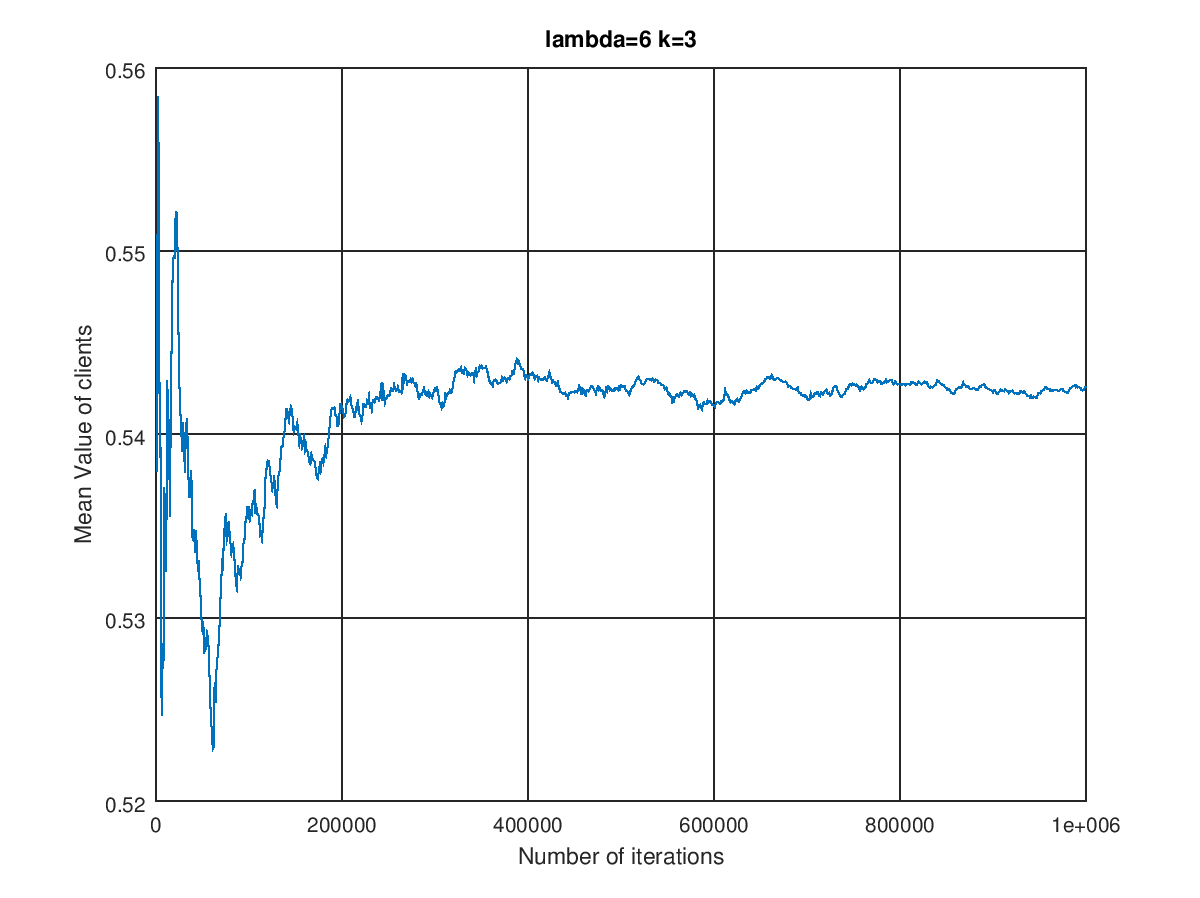 lambda=6 k=3
0.56
0.55
0.54
0.53
0.52
Mean Value of clients
0
200000
400000
600000
800000
1e+006
Number of iterations